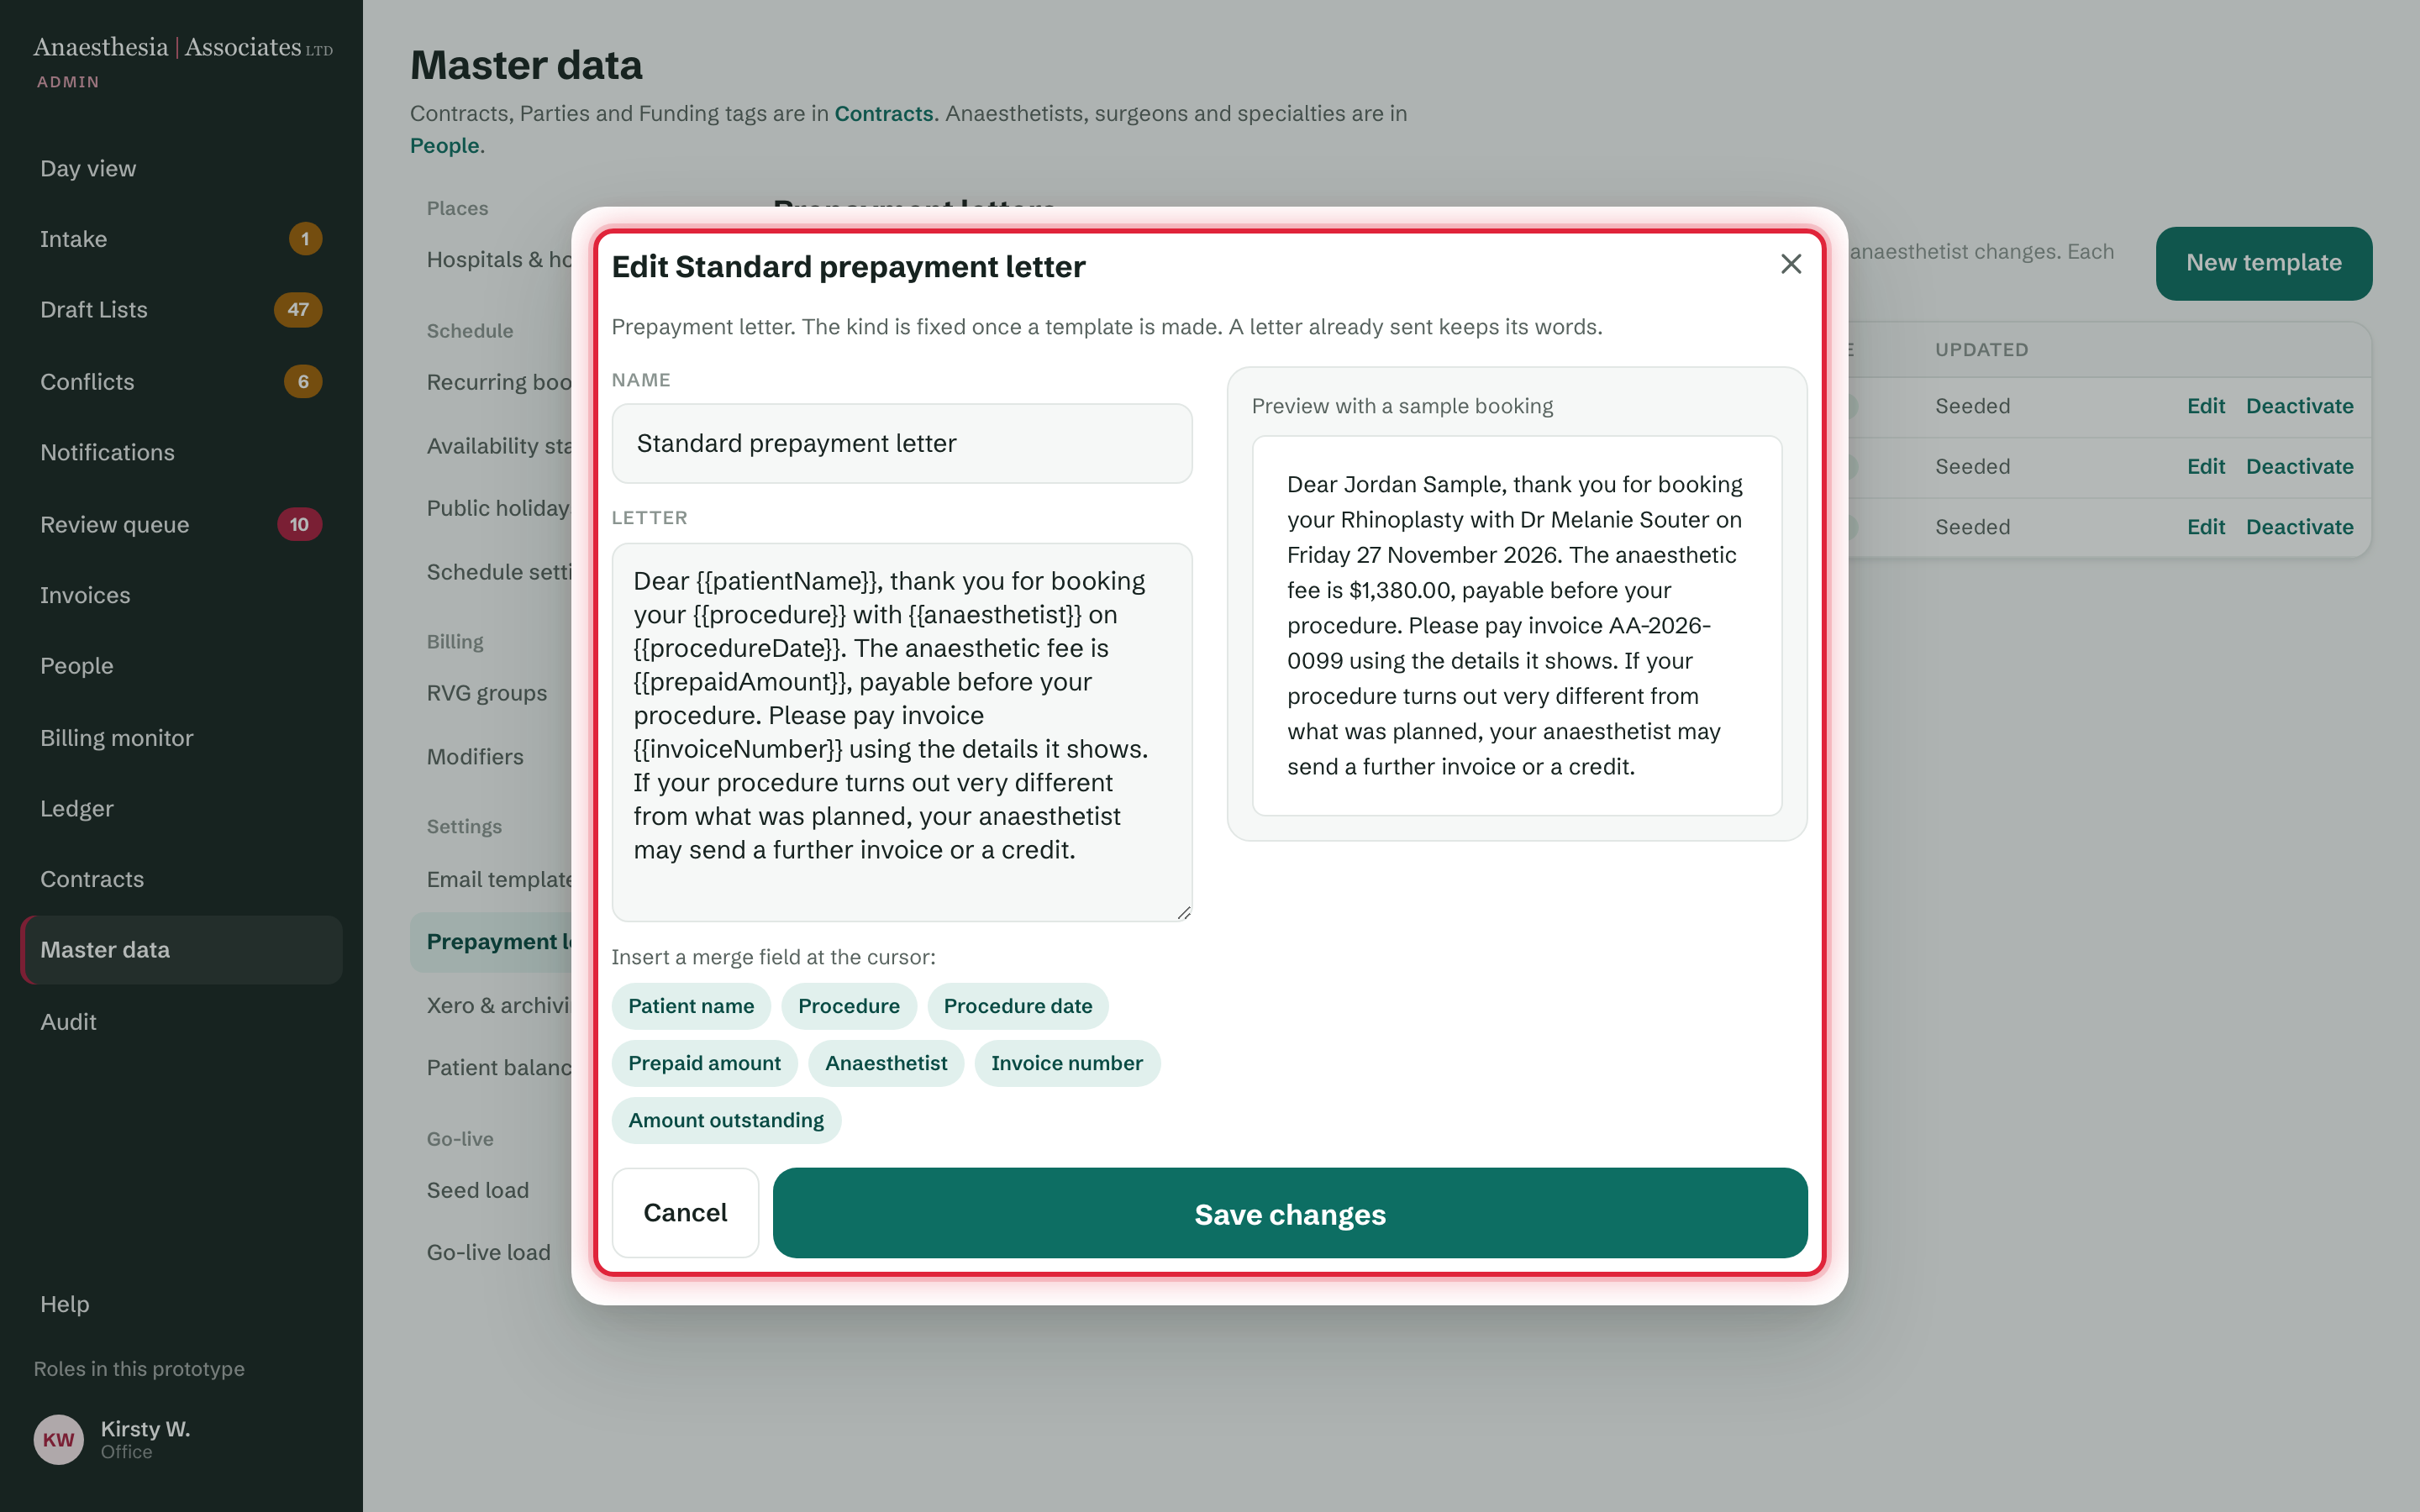 Anaesthesia | Associates LTD
ADMIN
Day view
Intake 1
Draft Lists 47
Conflicts 6
Notifications
Review queue 10
Invoices
People
Billing monitor
Ledger
Contracts
Master data
Audit
Help
Roles in this prototype
KW
Kirsty W.
Office
Master data
Contracts, Parties and Funding tags are in Contracts. Anaesthetists, surgeons and specialties are in
People.
Places
Hospitals &
Schedule
Recurring
Availability
Public
Schedule
Billing
RVG groups
Modifiers
Settings
Email
Prepayment
Xero &
Patient
Go-live
Seed load
Go-live load
Prepayment letters
anaesthetist changes. Each
New template
UPDATED
Seeded Edit Deactivate
Seeded Edit Deactivate
Seeded Edit Deactivate
Edit Standard prepayment letter
Prepayment letter. The kind is fixed once a template is made. A letter already sent keeps its words.
NAME
Standard prepayment letter
LETTER
Dear {{patientName}}, thank you for booking
your {{procedure}} with {{anaesthetist}} on
{{procedureDate}}. The anaesthetic fee is
{{prepaidAmount}}, payable before your
procedure. Please pay invoice
{{invoiceNumber}} using the details it shows.
If your procedure turns out very different
from what was planned, your anaesthetist
may send a further invoice or a credit.
Insert a merge field at the cursor:
Patient name Procedure Procedure date
Prepaid amount Anaesthetist Invoice number
Amount outstanding
Preview with a sample booking
Dear Jordan Sample, thank you for booking
your Rhinoplasty with Dr Melanie Souter on
Friday 27 November 2026. The anaesthetic
fee is $1,380.00, payable before your
procedure. Please pay invoice AA-2026-
0099 using the details it shows. If your
procedure turns out very different from
what was planned, your anaesthetist may
send a further invoice or a credit.
Cancel
Save changes